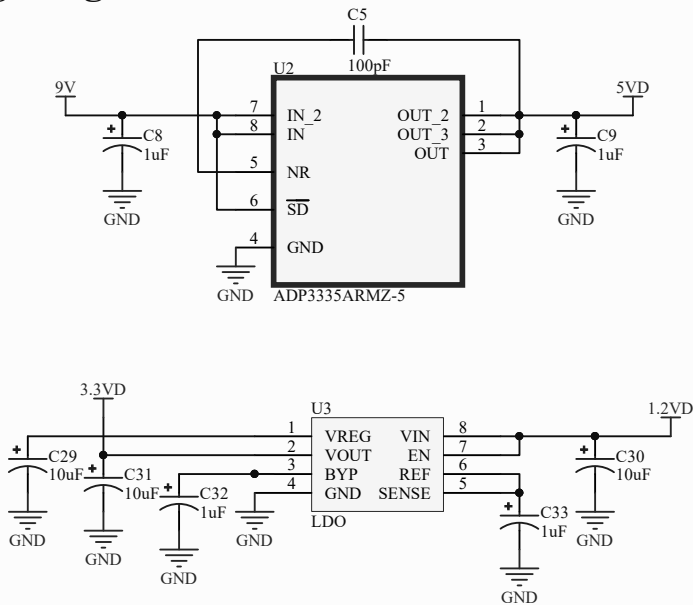 C5
100pF
U2
9V
5VD
7 IN_2 OUT_2 1
8 IN OUT_3 2
OUT 3
+ C8
1uF
+ C9
1uF
5 NR
6 SD
4 GND
GND
GND
GND
ADP3335ARMZ-5
3.3VD
U3
1.2VD
1 VREG VIN 8
2 VOUT EN 7
3 BYP REF 6
4 GND SENSE 5
LDO
+ C29
10uF
+ C31
10uF
+ C32
1uF
+ C33
1uF
+ C30
10uF
GND
GND
GND
GND
GND
GND